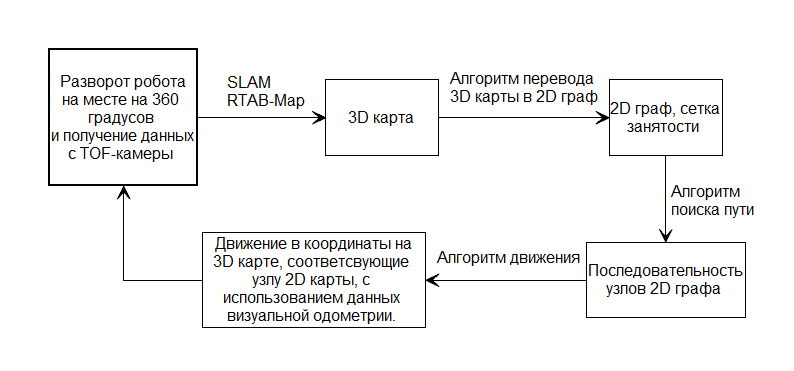 Разворот робота
на месте на 360
градусов
и получение данных
с TOF-камеры
SLAM
RTAB-Map
3D карта
Алгоритм перевода
3D карты в 2D граф
2D граф, сетка
занятости
Алгоритм
поиска пути
Последовательность
узлов 2D графа
Алгоритм движения
Движение в координаты на
3D карте, соответсвующие
узлу 2D карты, с
использованием данных
визуальной одометрии.